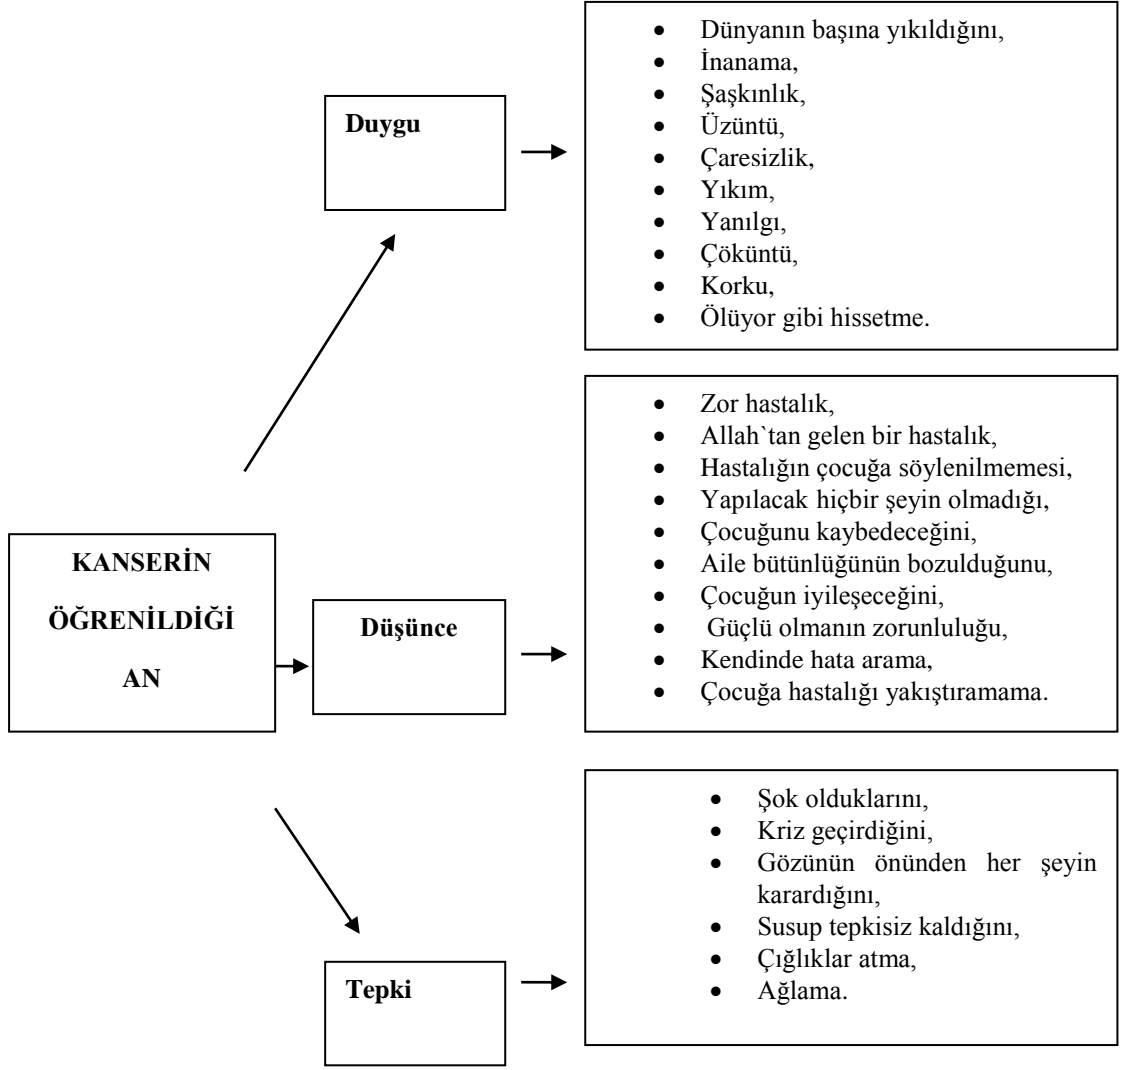 Duygu
• Dünyanın başına yıkıldığını,
• İnanama,
• Şaşkınlık,
• Üzüntü,
• Çaresizlik,
• Yıkım,
• Yanılgı,
• Çöküntü,
• Korku,
• Ölüyor gibi hissetme.
KANSERİN
ÖĞRENİLDİĞİ
AN
Düşünce
• Zor hastalık,
• Allah`tan gelen bir hastalık,
• Hastalığın çocuğa söylenilmemesi,
• Yapılacak hiçbir şeyin olmadığı,
• Çocuğunu kaybedeceğini,
• Aile bütünlüğünün bozulduğunu,
• Çocuğun iyileşeceğini,
• Güçlü olmanın zorunluluğu,
• Kendinde hata arama,
• Çocuğa hastalığı yakıştıramama.
Tepki
• Şok olduklarını,
• Kriz geçirdiğini,
• Gözünün önünden her şeyin
karardığını,
• Susup tepkisiz kaldığını,
• Çığlıklar atma,
• Ağlama.